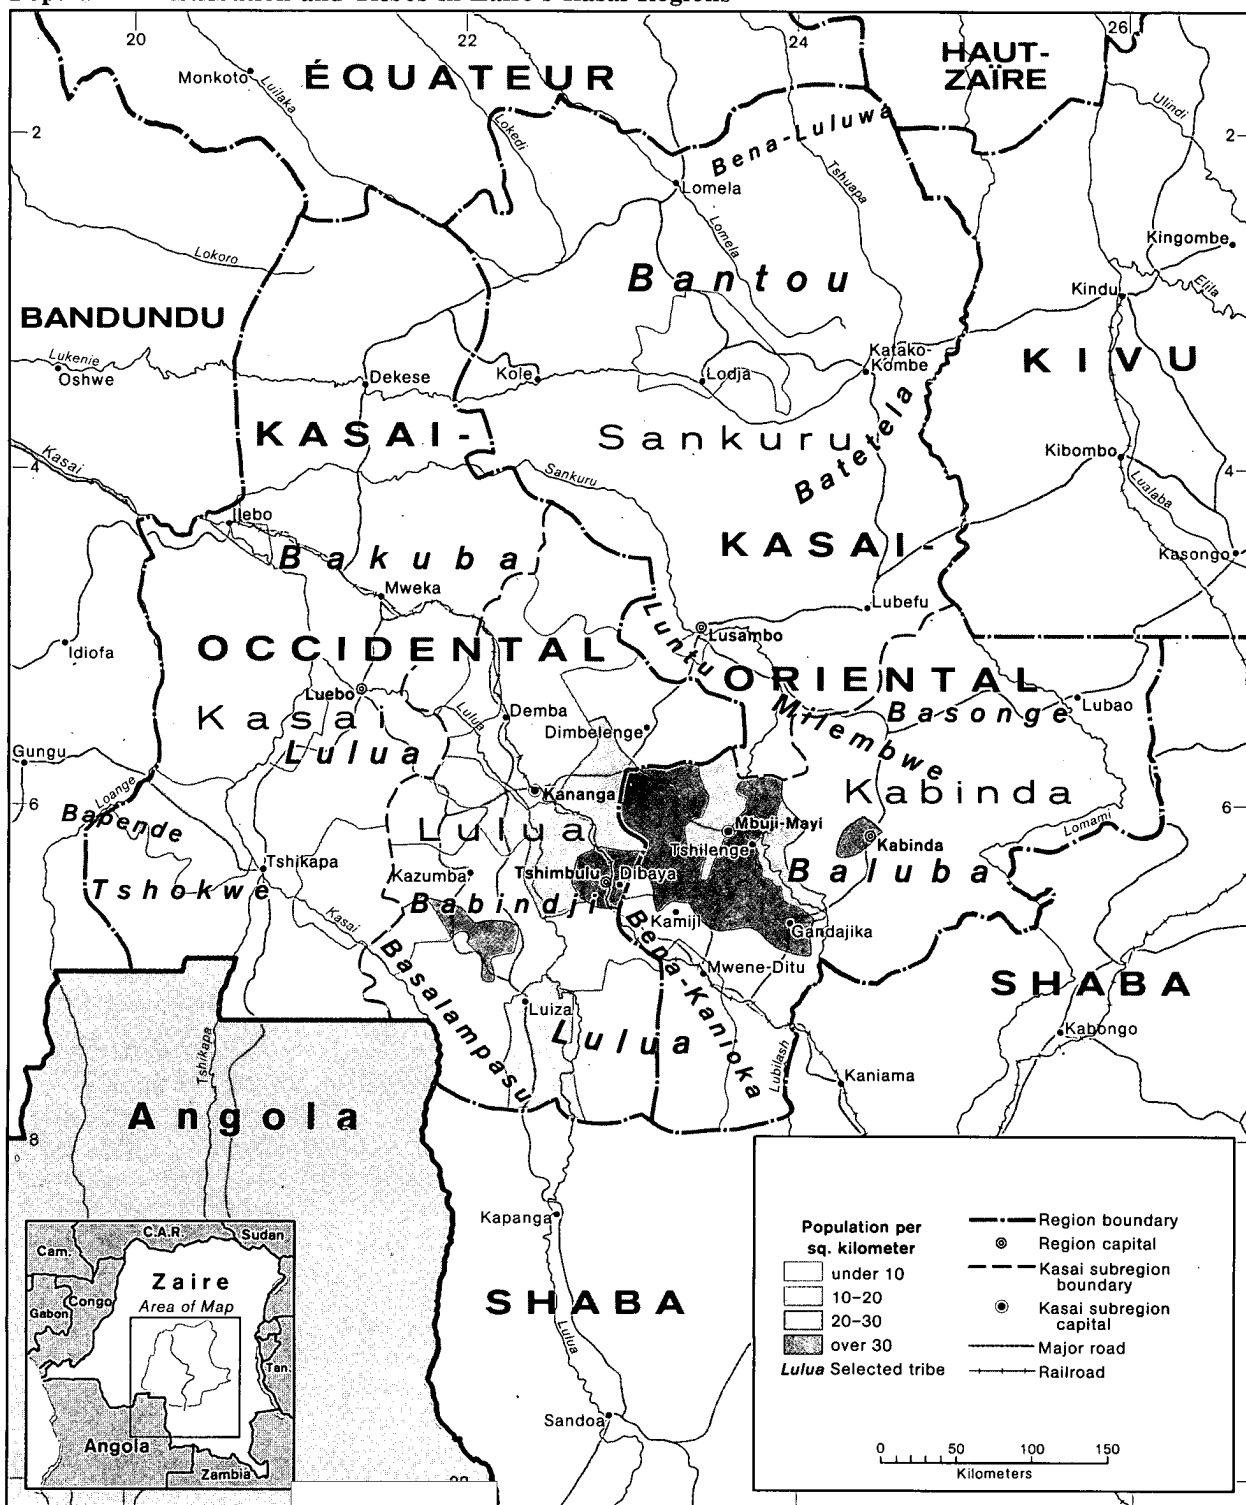 20
22
24
26
Monkoto
Luilaka
ÉQUATEUR
HAUT-
ZAÏRE
Lokedi
Ulindi
2
2
Bena-Luluwa
Tshuapa
Lomela
Lomela
Lokoro
Kingombe
Elila
Bantou
Kindu
BANDUNDU
Lukenie
Oshwe
Dekese
Kole
Lodja
Katako-
Kombe
KIVU
KASAI-
Sankuru
Batetela
Kasai
4
Sankuru
Kibombo
4
Lualaba
Ilebo
Bakuba
KASAI-
Kasongo
Mweka
Luntu
Lubefu
Lusambo
Idiofa
OCCIDENTAL
ORIENTAL
Luebo
Kasai
Lulua
Demba
Milembwe
Basonge
Lubao
Lulua
Dimbelenge
Gungu
Loange
Kananga
Kabinda
6
6
Bapende
Lulua
Mbuji-Mayi
Tshilenge
Kabinda
Lomami
Tshikapa
Tshokwe
Kazumba
Tshimbulu
Dibaya
Baluba
Babindji
Kamiji
Gandajika
Kasai
Basalampasu
Bena-Kanioka
Mwene-Ditu
SHABA
Luiza
Lulua
Kabongo
Tshikapa
Lubilash
Kaniama
Angola
8
Kapanga
SHABA
Lulua
Sandoa
C.A.R.
Sudan
Cam.
Zaire
Area of Map
Gabon
Congo
Tan.
Angola
Zambia
Population per
sq. kilometer
under 10
10–20
20–30
over 30
Lulua Selected tribe
Region boundary
Region capital
Kasai subregion
boundary
Kasai subregion
capital
Major road
Railroad
0 50 100 150
Kilometers